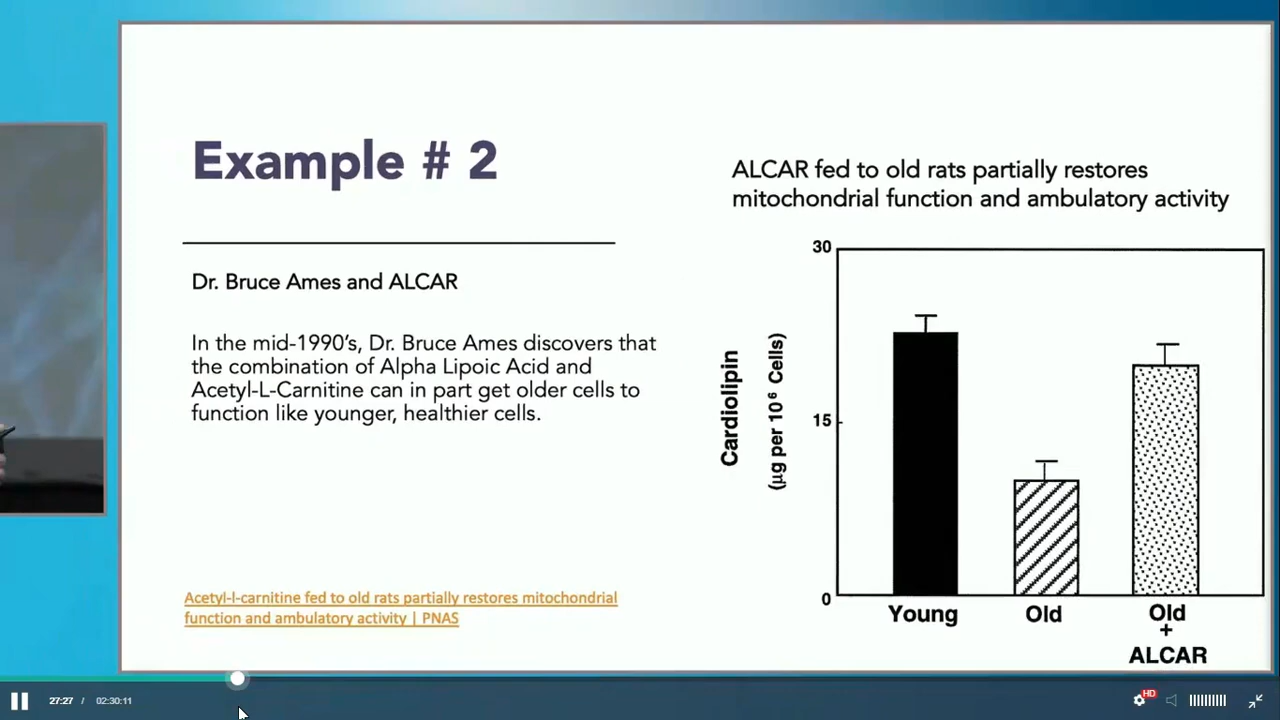 Example # 2
Dr. Bruce Ames and ALCAR
In the mid-1990’s, Dr. Bruce Ames discovers that
the combination of Alpha Lipoic Acid and
Acetyl-L-Carnitine can in part get older cells to
function like younger, healthier cells.
Acetyl-l-carnitine fed to old rats partially restores mitochondrial
function and ambulatory activity | PNAS
ALCAR fed to old rats partially restores
mitochondrial function and ambulatory activity
30
15
0
Cardiolipin
(µg per 10⁶ Cells)
Young
Old
Old
+
ALCAR
27:27 / 02:30:11
HD